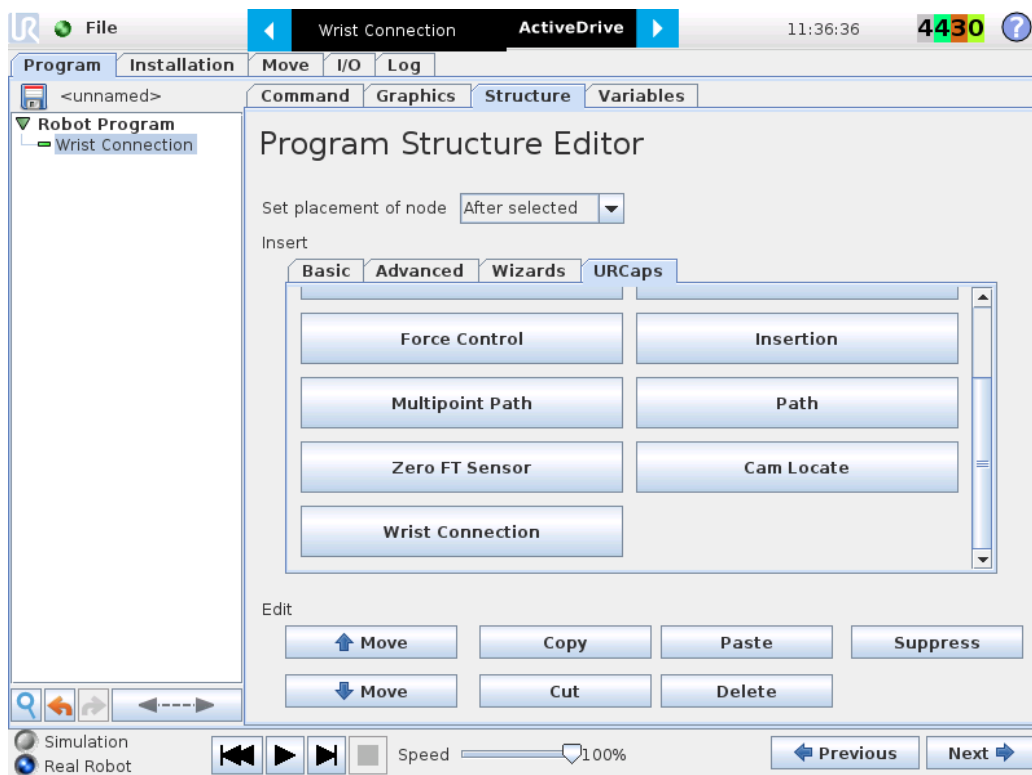 UR File Wrist Connection ActiveDrive 11:36:36 4430 ?
Program Installation Move I/O Log
<unnamed> Command Graphics Structure Variables
Robot Program
Wrist Connection
Program Structure Editor
Set placement of node After selected
Insert
Basic Advanced Wizards URCaps
Force Control Insertion
Multipoint Path Path
Zero FT Sensor Cam Locate
Wrist Connection
Edit
Move Copy Paste Suppress
Move Cut Delete
Simulation
Real Robot
Speed 100% Previous Next